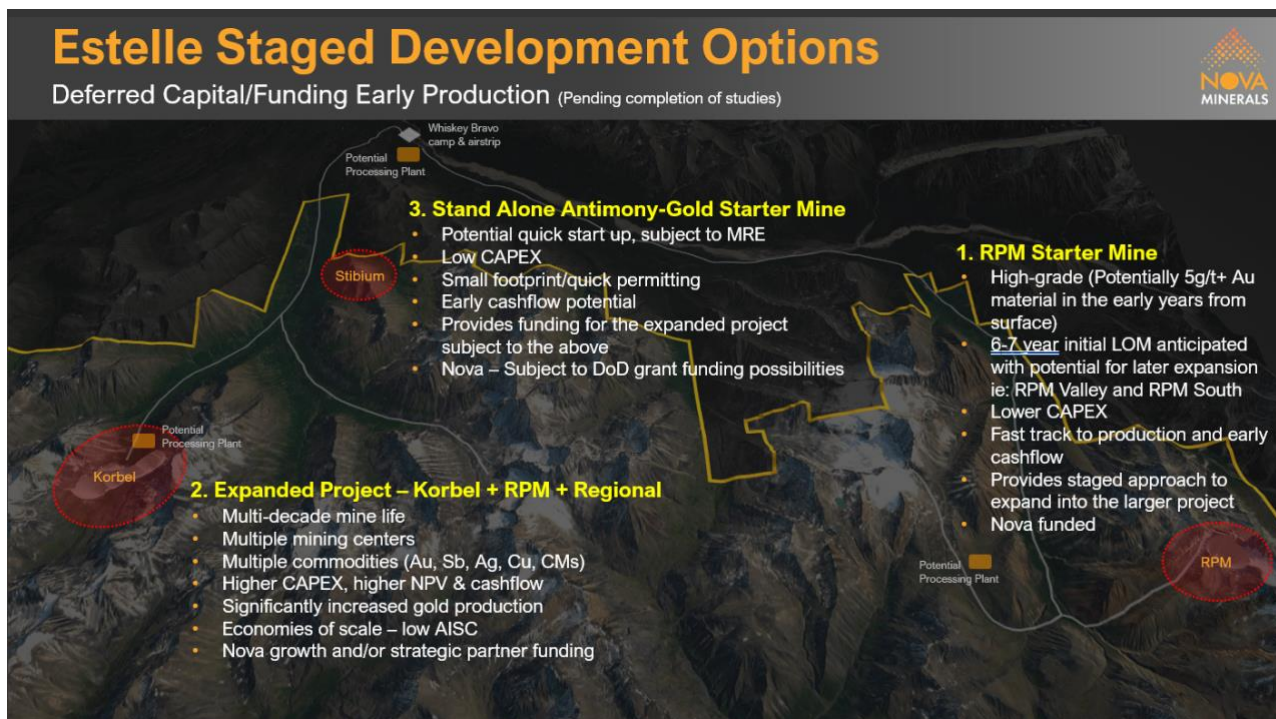 Estelle Staged Development Options
Deferred Capital/Funding Early Production (Pending completion of studies)
NOVA
MINERALS
Whiskey Bravo
camp & airstrip
Potential
Processing Plant
3. Stand Alone Antimony-Gold Starter Mine
• Potential quick start up, subject to MRE
• Low CAPEX
• Small footprint/quick permitting
• Early cashflow potential
• Provides funding for the expanded project
subject to the above
• Nova – Subject to DoD grant funding possibilities
Stibium
1. RPM Starter Mine
• High-grade (Potentially 5g/t+ Au
material in the early years from
surface)
• 6-7 year initial LOM anticipated
with potential for later expansion
ie: RPM Valley and RPM South
• Lower CAPEX
• Fast track to production and early
cashflow
• Provides staged approach to
expand into the larger project
• Nova funded
Potential
Processing Plant
Korbel
2. Expanded Project – Korbel + RPM + Regional
• Multi-decade mine life
• Multiple mining centers
• Multiple commodities (Au, Sb, Ag, Cu, CMs)
• Higher CAPEX, higher NPV & cashflow
• Significantly increased gold production
• Economies of scale – low AISC
• Nova growth and/or strategic partner funding
Potential
Processing Plant
RPM